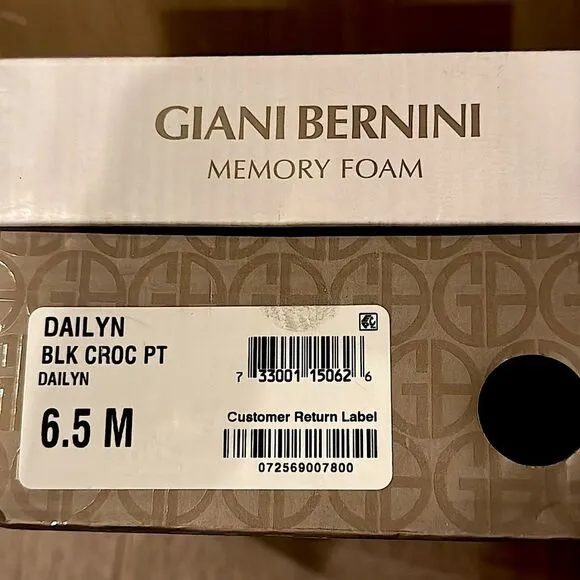 GIANI BERNINI
MEMORY FOAM
DAILYN
BLK CROC PT
DAILYN
6.5 M
7 33001 15062 6
Customer Return Label
072569007800